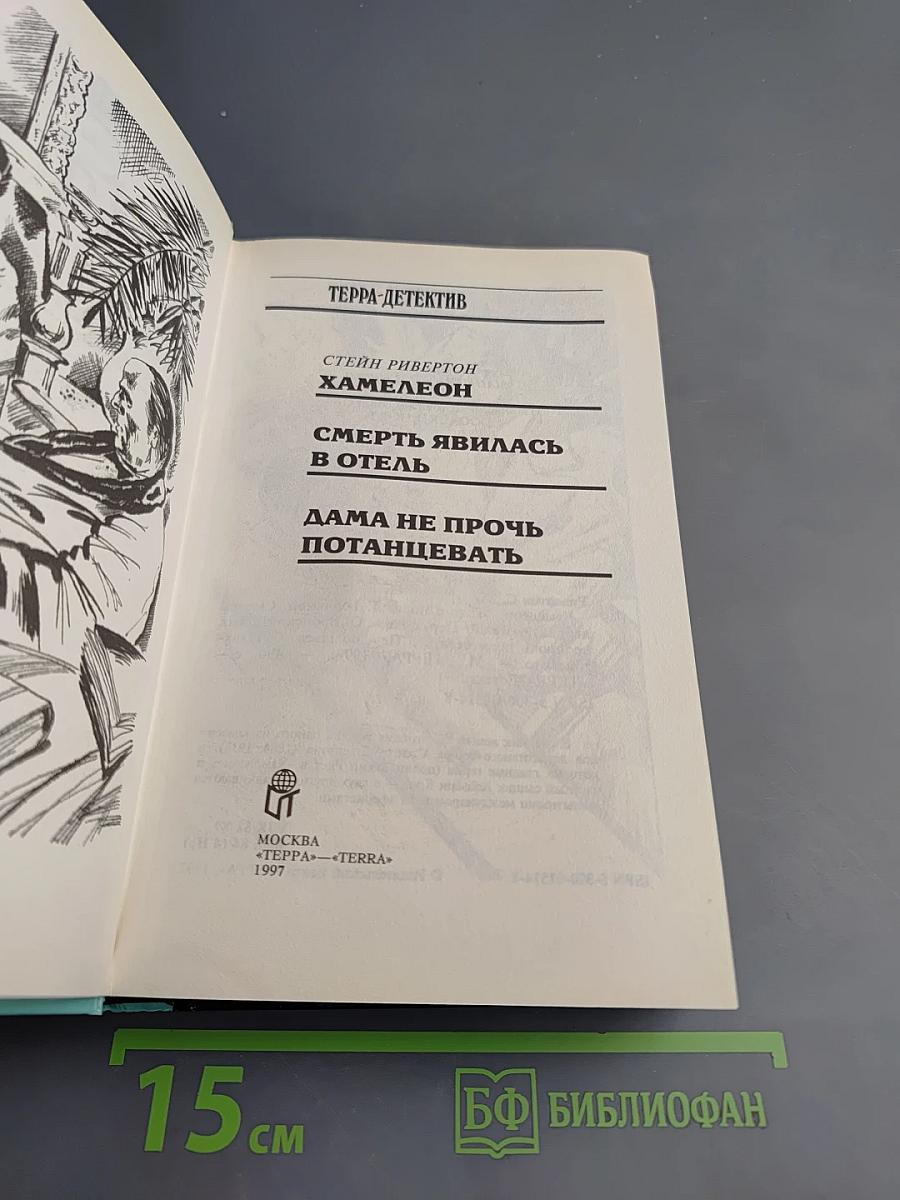 ТЕРРА-ДЕТЕКТИВ
СТЕЙН РИВЕРТОН
ХАМЕЛЕОН
СМЕРТЬ ЯВИЛАСЬ
В ОТЕЛЬ
ДАМА НЕ ПРОЧЬ
ПОТАНЦЕВАТЬ
МОСКВА
«ТЕРРА»—«TERRA»
1997
15 см
БФ БИБЛИОФАН